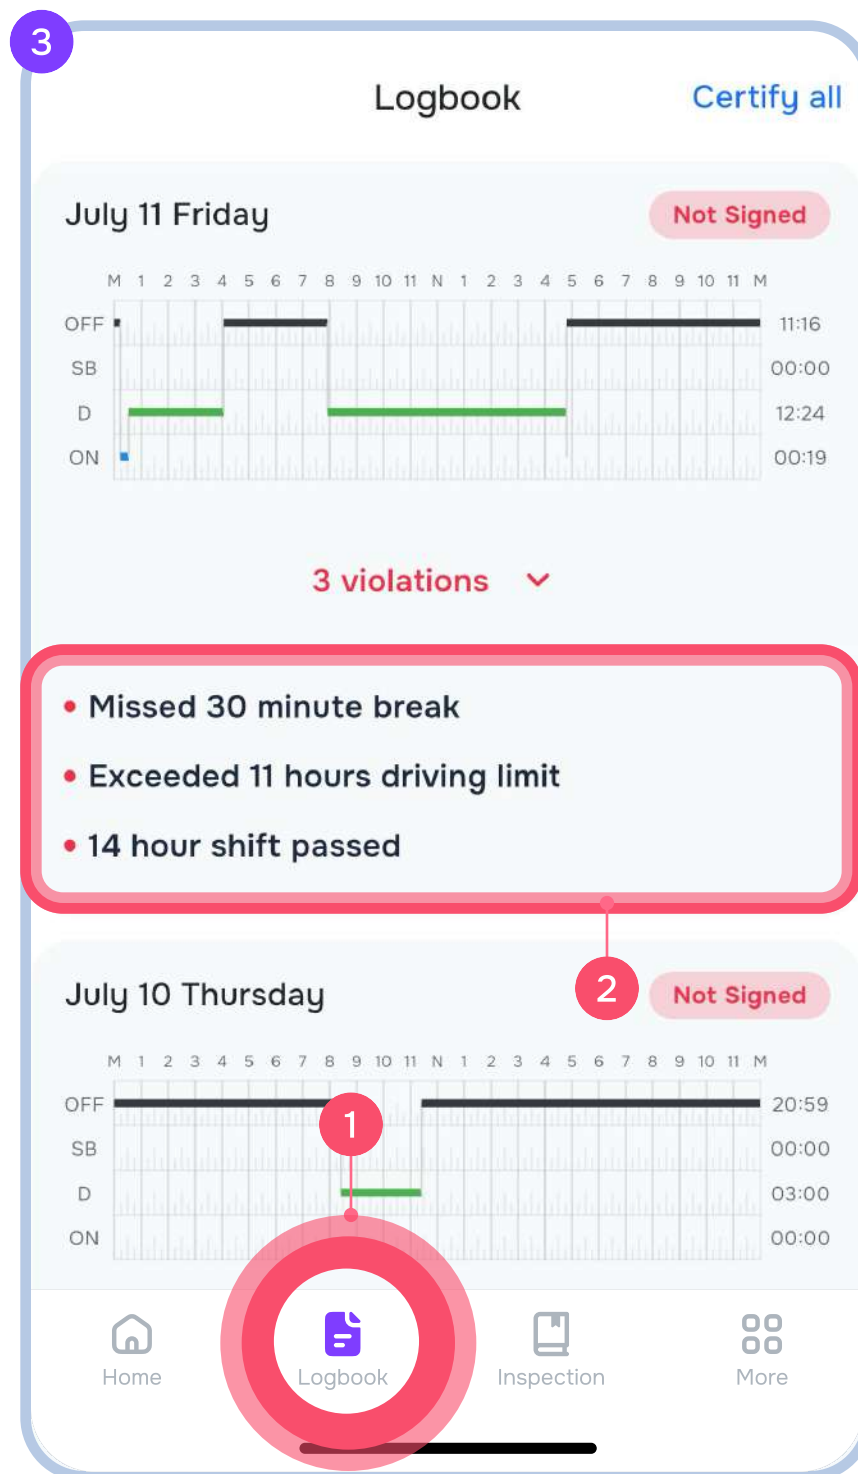 3
Logbook
Certify all
July 11 Friday
Not Signed
M 1 2 3 4 5 6 7 8 9 10 11 N 1 2 3 4 5 6 7 8 9 10 11 M
OFF 11:16
SB 00:00
D 12:24
ON 00:19
3 violations
• Missed 30 minute break
• Exceeded 11 hours driving limit
• 14 hour shift passed
2
July 10 Thursday
Not Signed
M 1 2 3 4 5 6 7 8 9 10 11 N 1 2 3 4 5 6 7 8 9 10 11 M
OFF 20:59
1
SB 00:00
D 03:00
ON 00:00
Home Logbook Inspection More